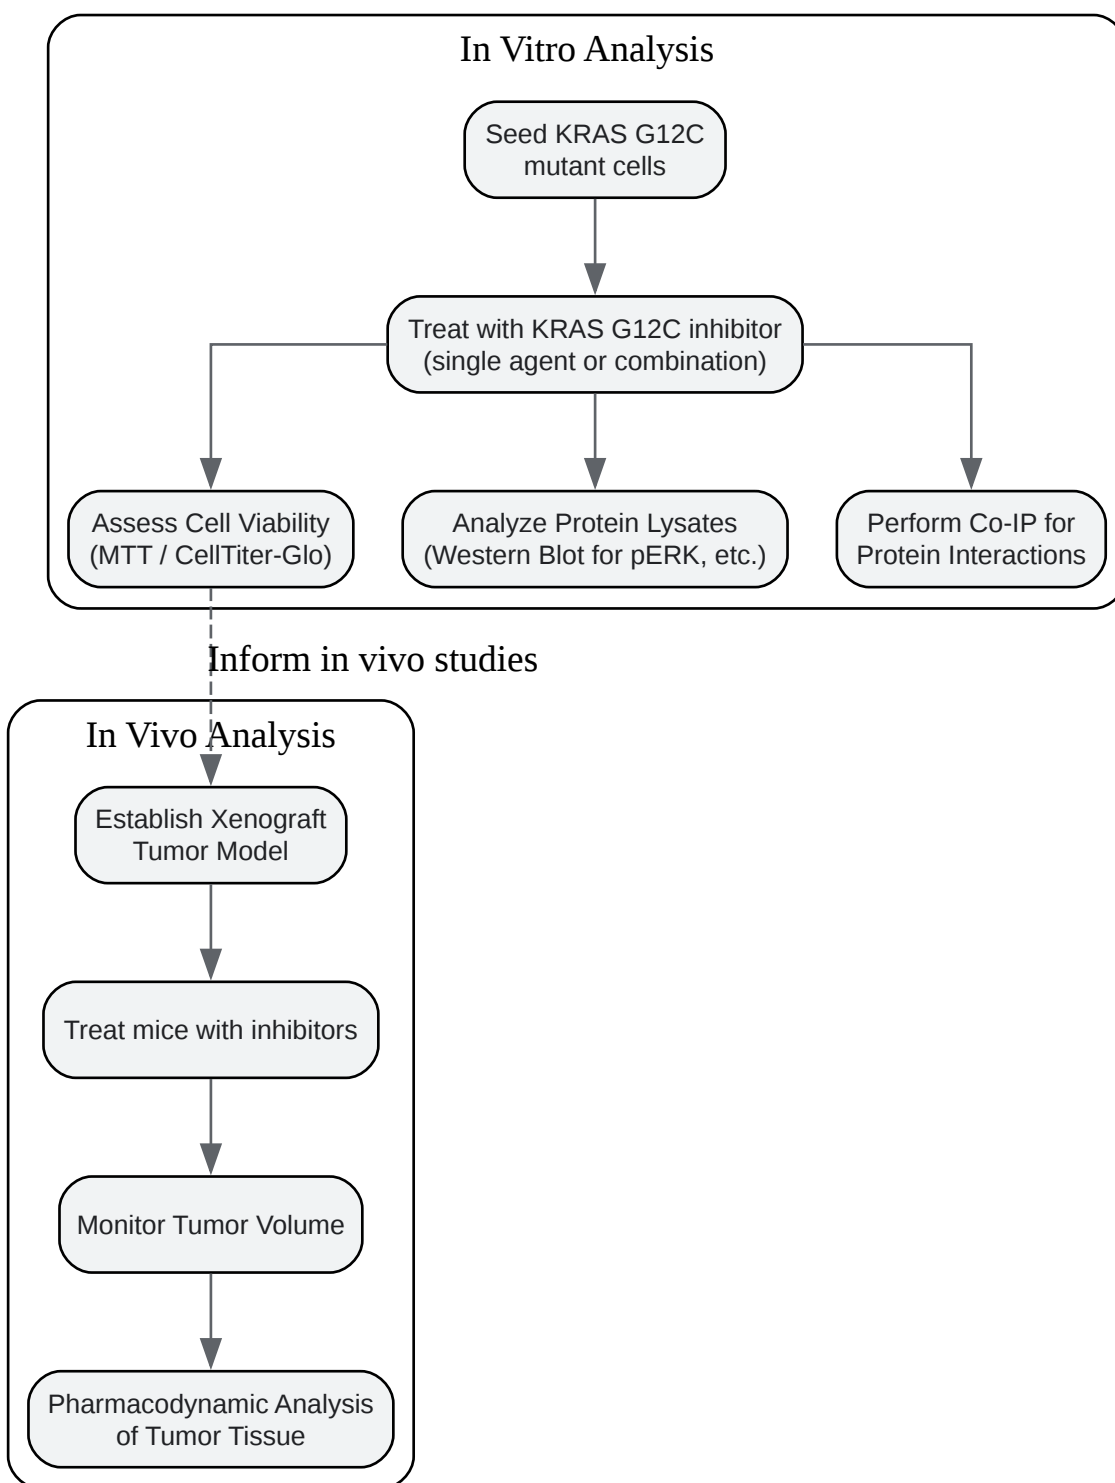 In Vitro Analysis
Seed KRAS G12C
mutant cells
Treat with KRAS G12C inhibitor
(single agent or combination)
Assess Cell Viability
(MTT / CellTiter-Glo)
Analyze Protein Lysates
(Western Blot for pERK, etc.)
Perform Co-IP for
Protein Interactions
Inform in vivo studies
In Vivo Analysis
Establish Xenograft
Tumor Model
Treat mice with inhibitors
Monitor Tumor Volume
Pharmacodynamic Analysis
of Tumor Tissue